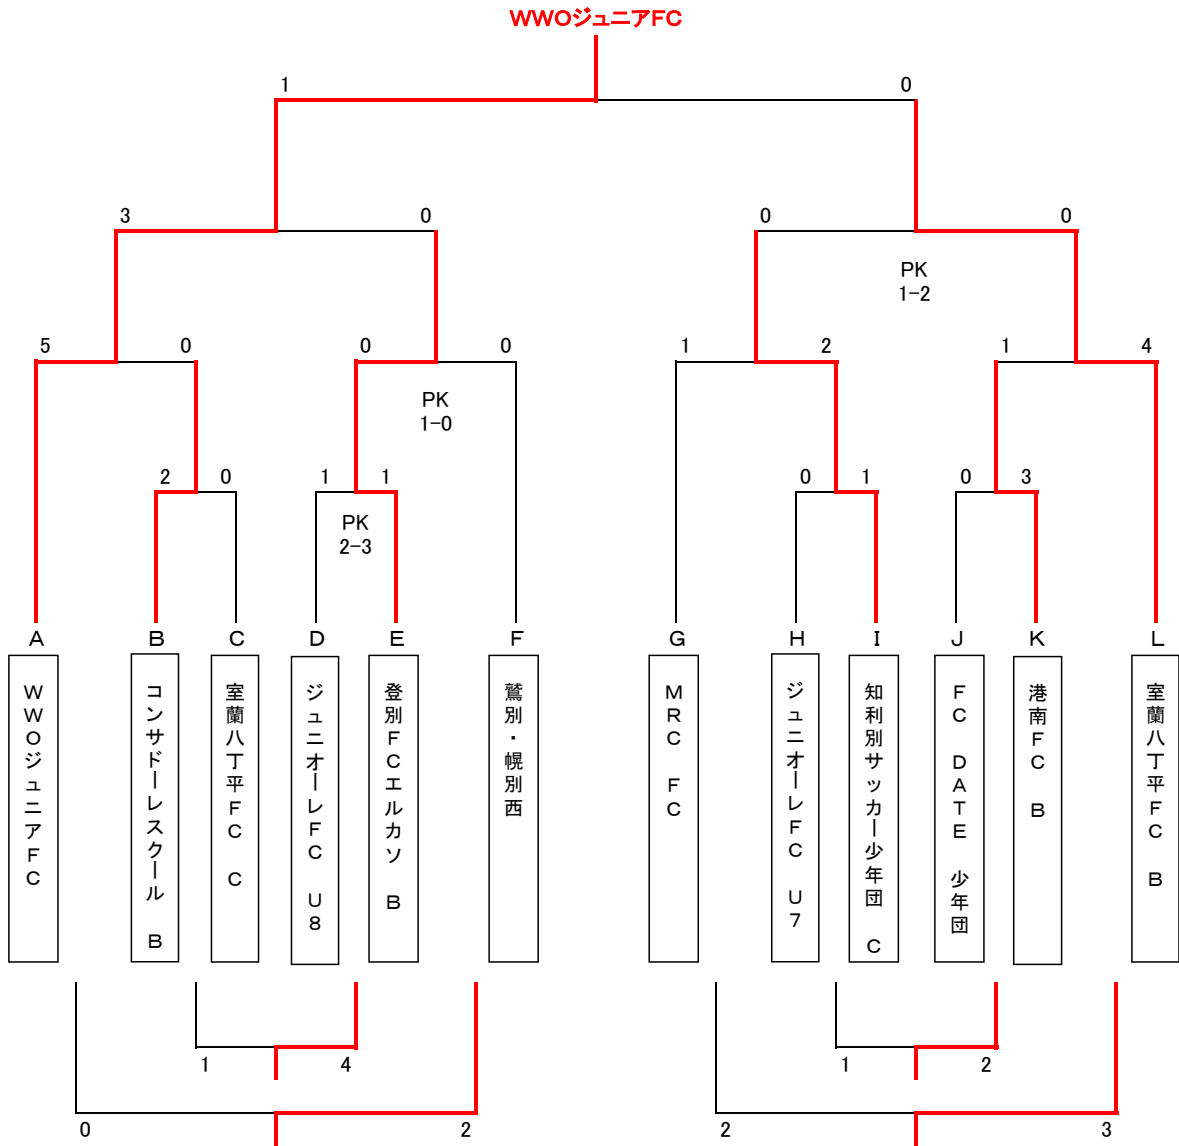 WWOジュニアFC
1 0
3 0 0 0
PK
1-2
5 0 0 0 1 2 1 4
PK
1-0
2 0 1 1 0 1 0 3
PK
2-3
A B C D E F G H I J K L
WWOジュニアFC
コンサドーレスクール B
室蘭八丁平FC C
ジュニオーレFC U8
登別FCエルカソ B
鷲別・幌別西
MRC FC
ジュニオーレFC U7
知利別サッカー少年団 C
FC DATE 少年団
港南FC B
室蘭八丁平FC B
1 4 1 2
0 2 2 3